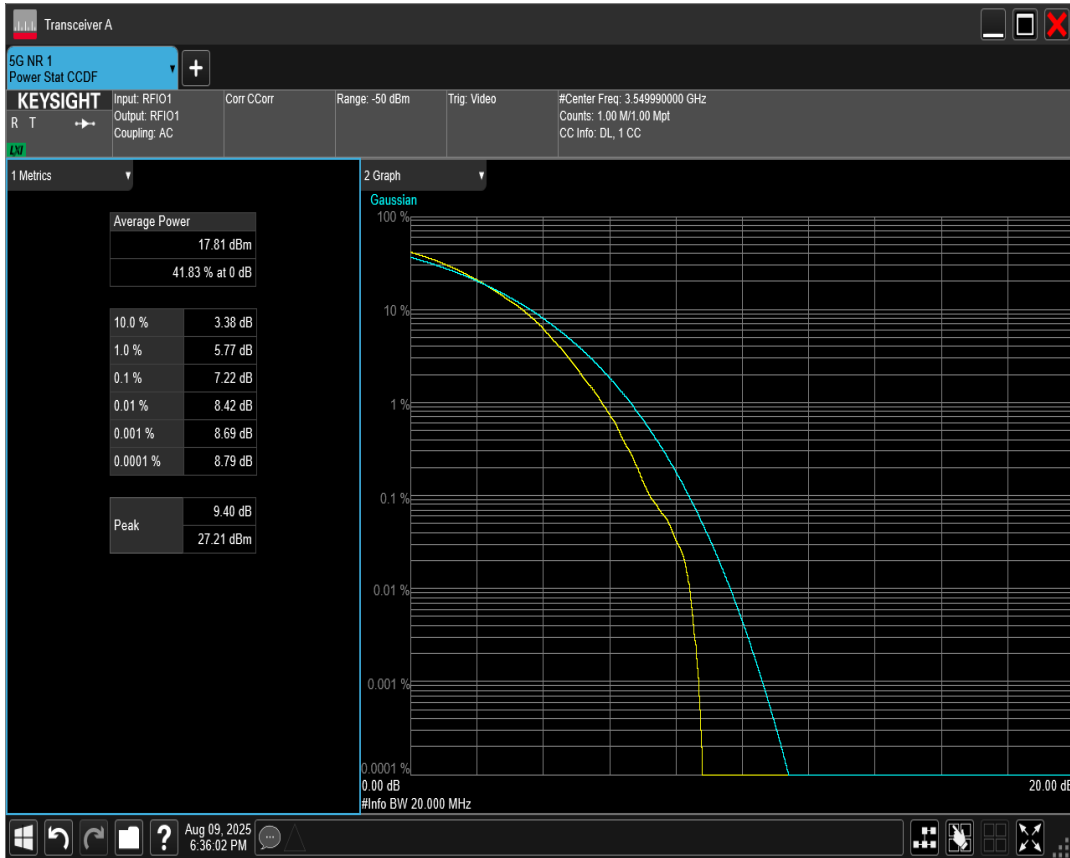 Transceiver A
5G NR 1
Power Stat CCDF
+
KEYSIGHT
R T
LXI
Input: RFIO1
Output: RFIO1
Coupling: AC
Corr CCorr
Range: -50 dBm
Trig: Video
#Center Freq: 3.549990000 GHz
Counts: 1.00 M/1.00 Mpt
CC Info: DL, 1 CC
1 Metrics
Average Power
17.81 dBm
41.83 % at 0 dB
10.0 % 3.38 dB
1.0 % 5.77 dB
0.1 % 7.22 dB
0.01 % 8.42 dB
0.001 % 8.69 dB
0.0001 % 8.79 dB
Peak 9.40 dB
27.21 dBm
2 Graph
Gaussian
100 %
10 %
1 %
0.1 %
0.01 %
0.001 %
0.0001 %
0.00 dB 20.00 dB
#Info BW 20.000 MHz
?
Aug 09, 2025
6:36:02 PM